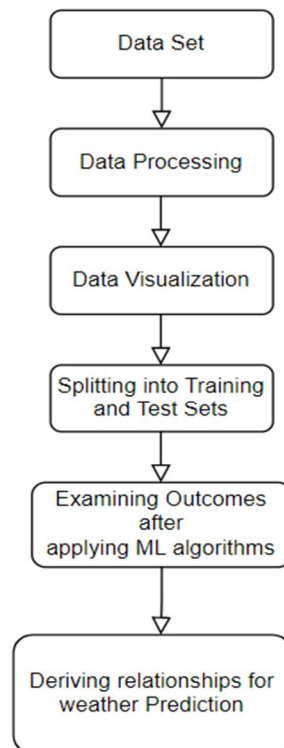 Data Set
Data Processing
Data Visualization
Splitting into Training
and Test Sets
Examining Outcomes
after
applying ML algorithms
Deriving relationships for
weather Prediction